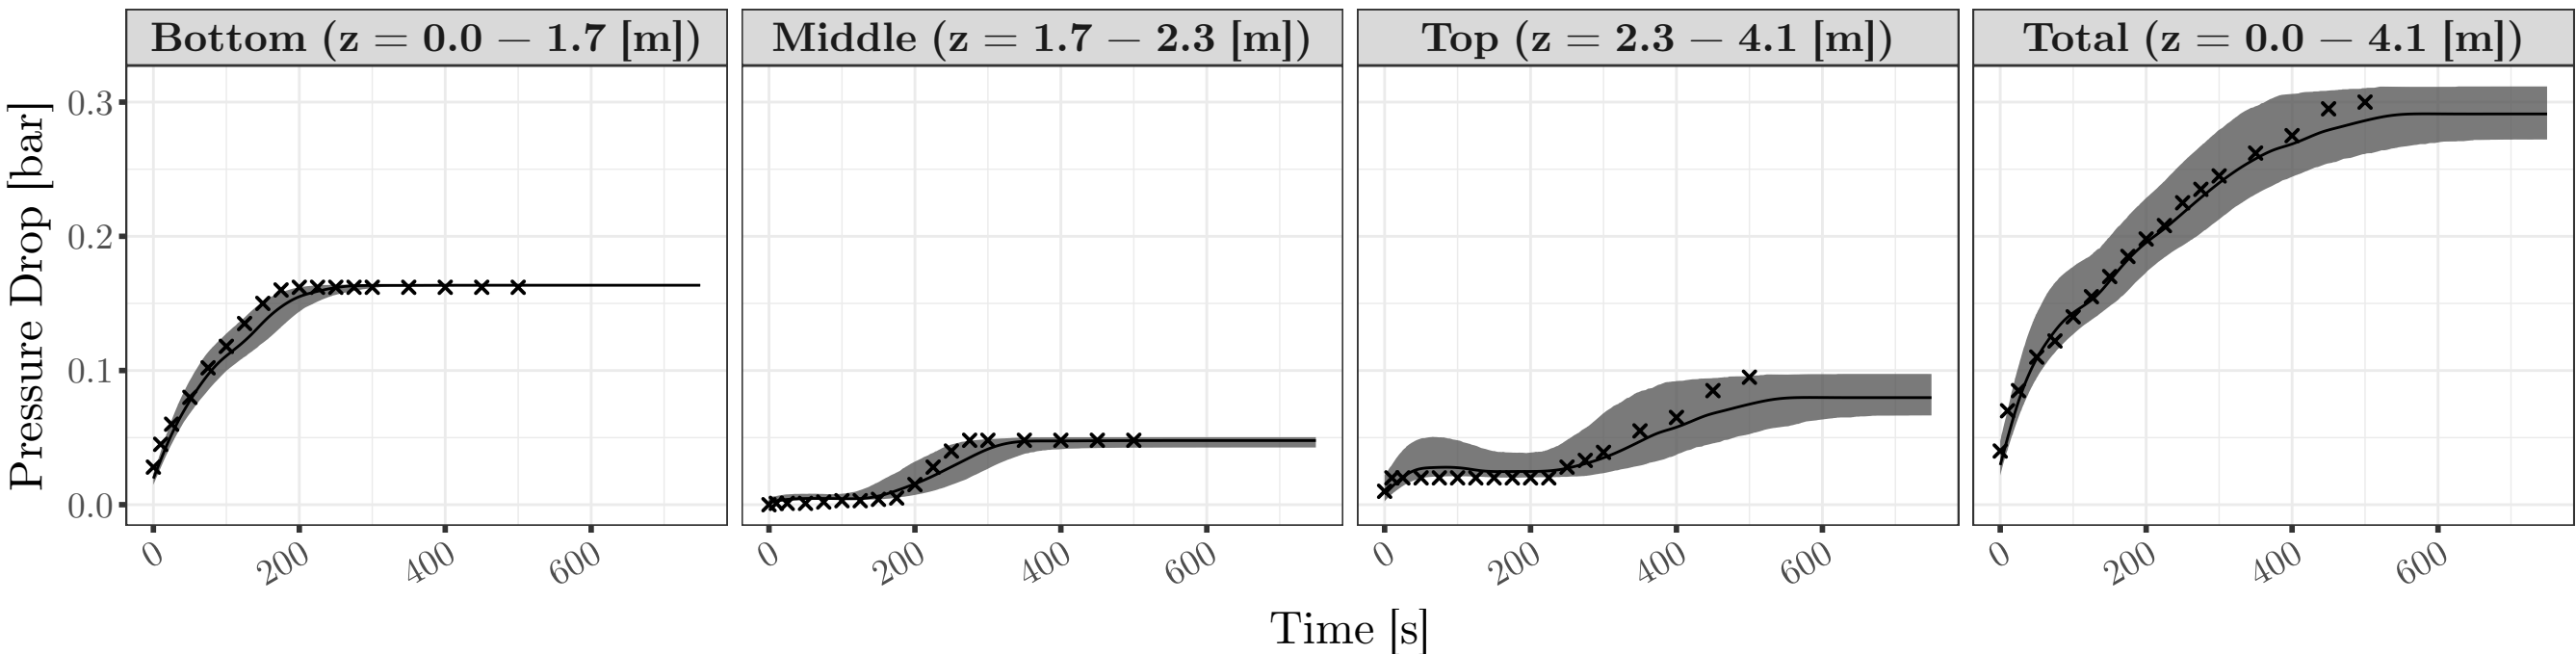 Bottom (z = 0.0 − 1.7 [m])
Middle (z = 1.7 − 2.3 [m])
Top (z = 2.3 − 4.1 [m])
Total (z = 0.0 − 4.1 [m])
Pressure Drop [bar]
0.3
0.2
0.1
0.0
0 200 400 600
0 200 400 600
0 200 400 600
0 200 400 600
Time [s]